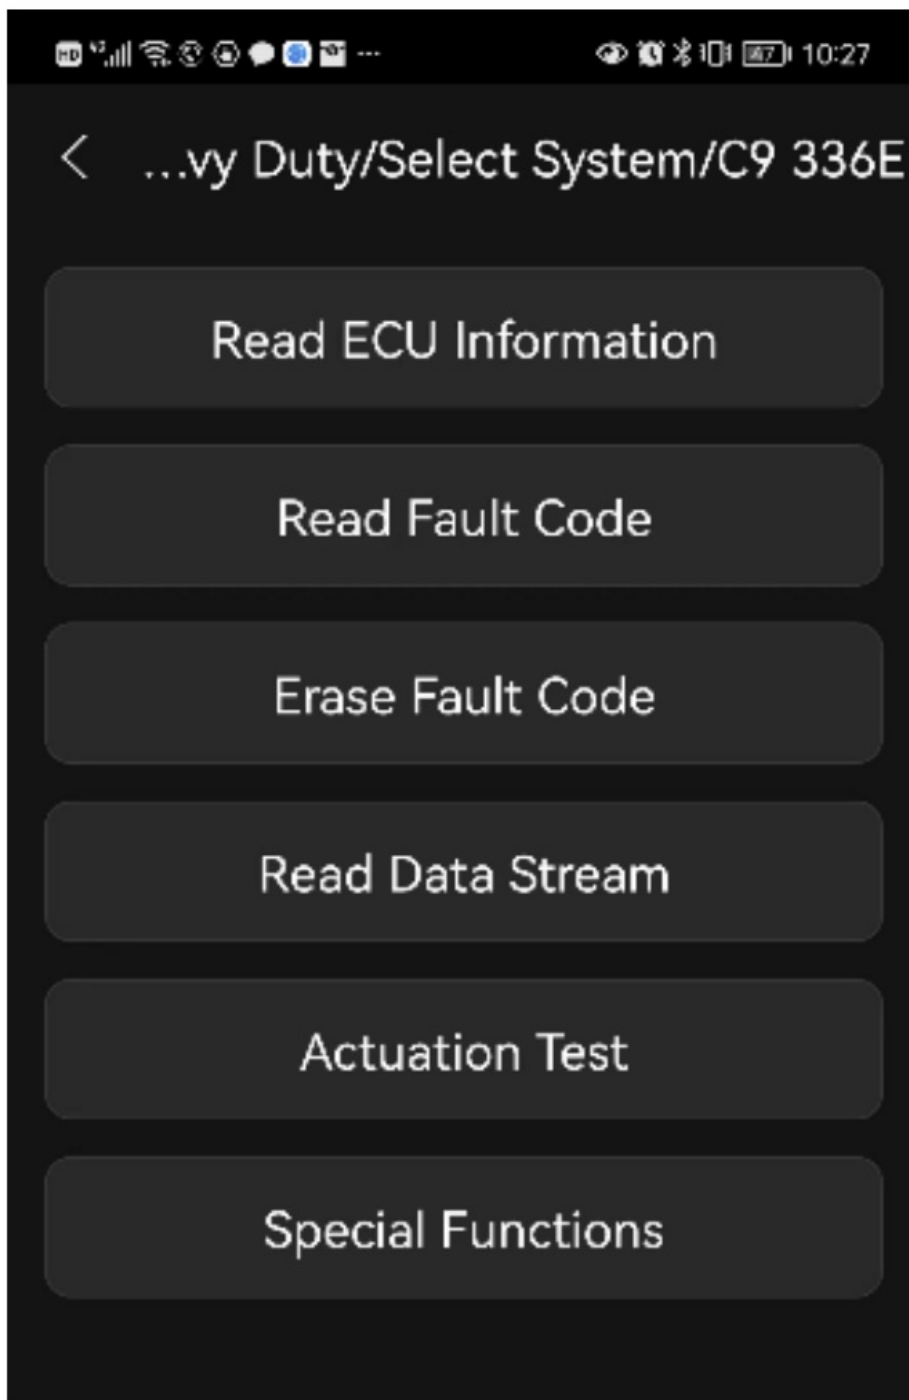 HD 10:27
...vy Duty/Select System/C9 336E
Read ECU Information
Read Fault Code
Erase Fault Code
Read Data Stream
Actuation Test
Special Functions